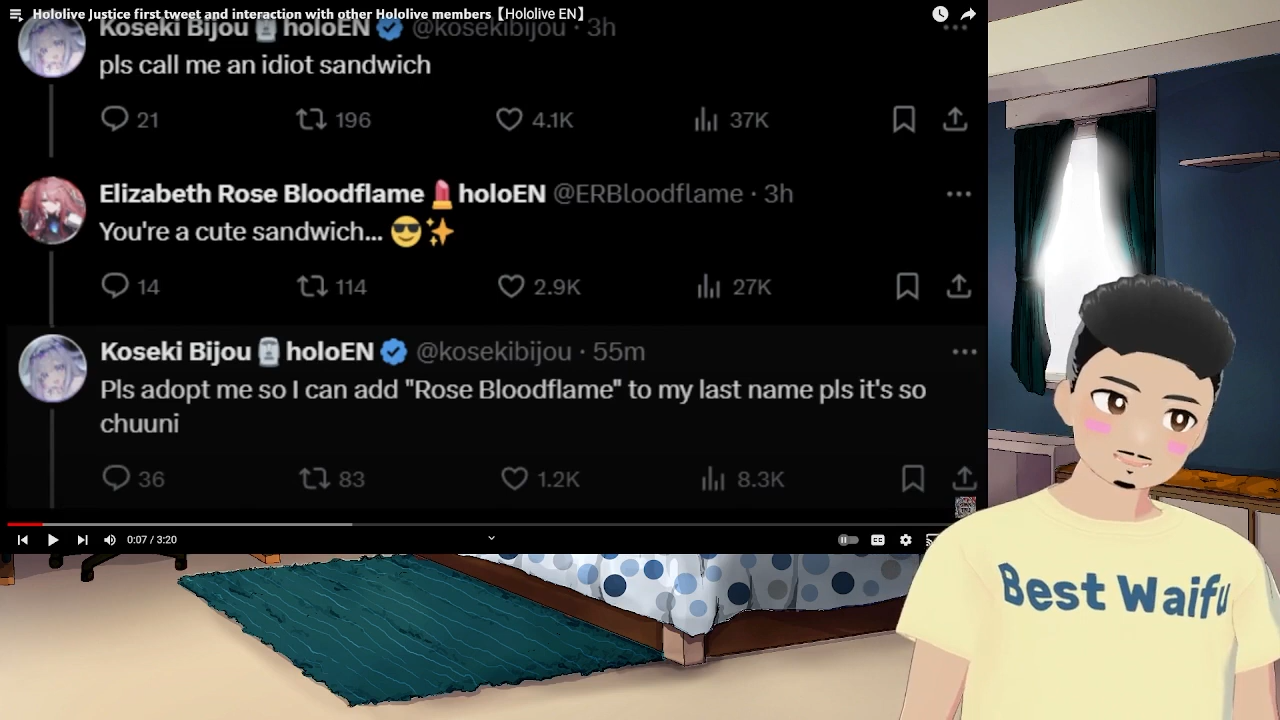 Hololive Justice first tweet and interaction with other Hololive members【Hololive EN】
Koseki Bijou🗿holoEN @kosekibijou · 3h
pls call me an idiot sandwich
21 196 4.1K 37K
Elizabeth Rose Bloodflame💄holoEN @ERBloodflame · 3h
You're a cute sandwich... 😎✨
14 114 2.9K 27K
Koseki Bijou🗿holoEN @kosekibijou · 55m
Pls adopt me so I can add "Rose Bloodflame" to my last name pls it's so
chuuni
36 83 1.2K 8.3K
0:07 / 3:20
CC
Best Waifu